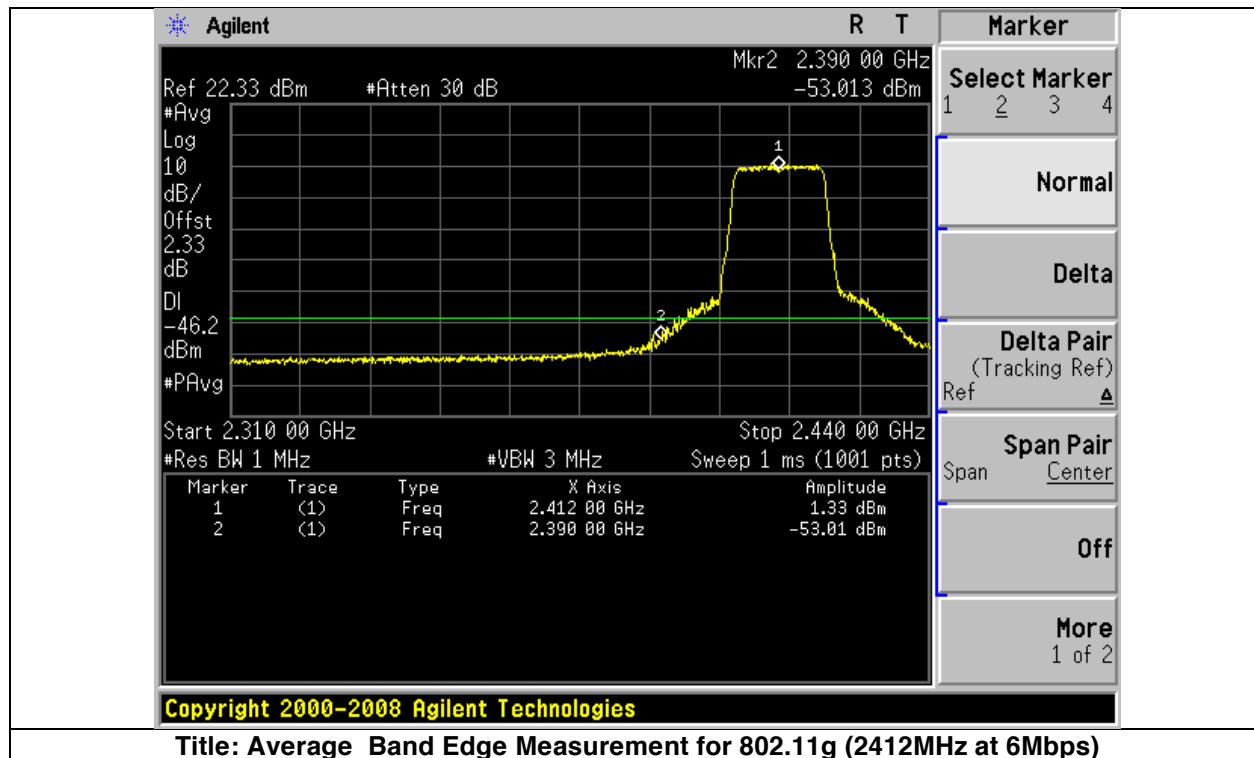 Agilent R T Marker
Mkr2 2.390 00 GHz
Ref 22.33 dBm #Atten 30 dB -53.013 dBm
#Avg
Log
10
dB/
Offst
2.33
dB
DI
-46.2
dBm
#PAvg
1
2
Start 2.310 00 GHz Stop 2.440 00 GHz
#Res BW 1 MHz #VBW 3 MHz Sweep 1 ms (1001 pts)
Marker Trace Type X Axis Amplitude
1 (1) Freq 2.412 00 GHz 1.33 dBm
2 (1) Freq 2.390 00 GHz -53.01 dBm
Select Marker
1 2 3 4
Normal
Delta
Delta Pair
(Tracking Ref)
Ref Δ
Span Pair
Span Center
Off
More
1 of 2
Copyright 2000-2008 Agilent Technologies
Title: Average Band Edge Measurement for 802.11g (2412MHz at 6Mbps)